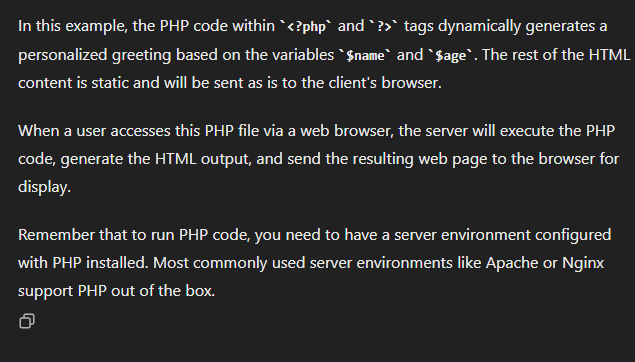 In this example, the PHP code within `<?php` and `?>` tags dynamically generates a
personalized greeting based on the variables `$name` and `$age`. The rest of the HTML
content is static and will be sent as is to the client's browser.
When a user accesses this PHP file via a web browser, the server will execute the PHP
code, generate the HTML output, and send the resulting web page to the browser for
display.
Remember that to run PHP code, you need to have a server environment configured
with PHP installed. Most commonly used server environments like Apache or Nginx
support PHP out of the box.